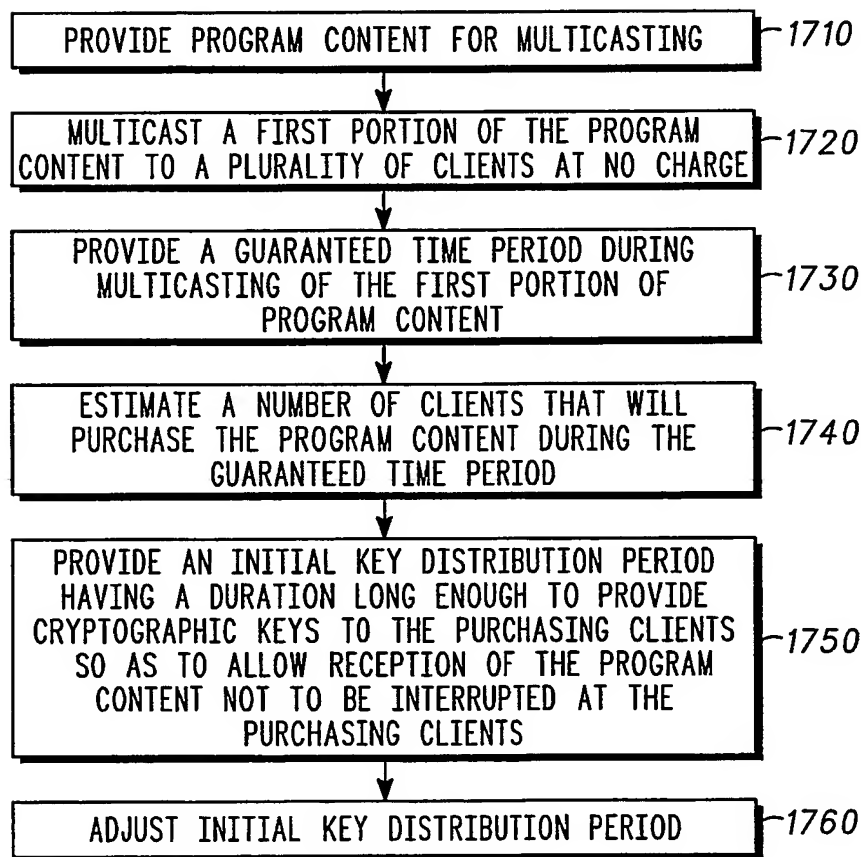 PROVIDE PROGRAM CONTENT FOR MULTICASTING
1710
MULTICAST A FIRST PORTION OF THE PROGRAM
CONTENT TO A PLURALITY OF CLIENTS AT NO CHARGE
1720
PROVIDE A GUARANTEED TIME PERIOD DURING
MULTICASTING OF THE FIRST PORTION OF
PROGRAM CONTENT
1730
ESTIMATE A NUMBER OF CLIENTS THAT WILL
PURCHASE THE PROGRAM CONTENT DURING THE
GUARANTEED TIME PERIOD
1740
PROVIDE AN INITIAL KEY DISTRIBUTION PERIOD
HAVING A DURATION LONG ENOUGH TO PROVIDE
CRYPTOGRAPHIC KEYS TO THE PURCHASING CLIENTS
SO AS TO ALLOW RECEPTION OF THE PROGRAM
CONTENT NOT TO BE INTERRUPTED AT THE
PURCHASING CLIENTS
1750
ADJUST INITIAL KEY DISTRIBUTION PERIOD
1760